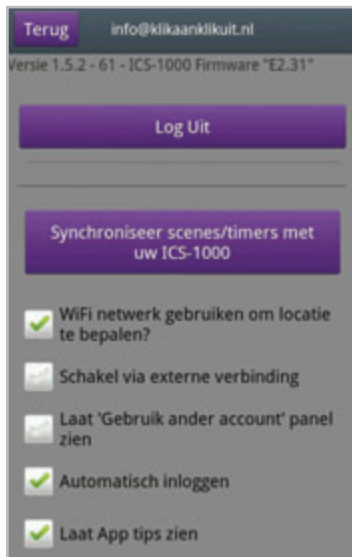 Terug
info@klikaanklikuit.nl
Versie 1.5.2 - 61 - ICS-1000 Firmware "E2.31"
Log Uit
Synchroniseer scenes/timers met
uw ICS-1000
WiFi netwerk gebruiken om locatie
te bepalen?
Schakel via externe verbinding
Laat 'Gebruik ander account' panel
zien
Automatisch inloggen
Laat App tips zien